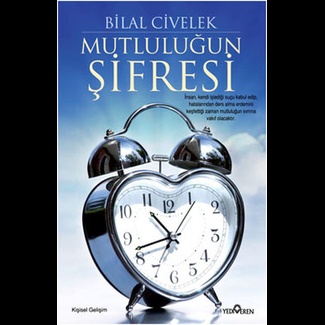 BİLAL CİVELEK
MUTLULUĞUN
ŞİFRESİ
İnsan, kendi işlediği suçu kabul edip,
hatalarından ders alma erdemini
keşfettiği zaman mutluluğun sırrına
vakıf olacaktır.
12
1
2
3
4
5
6
7
8
9
10
11
Kişisel Gelişim
YEDİVEREN